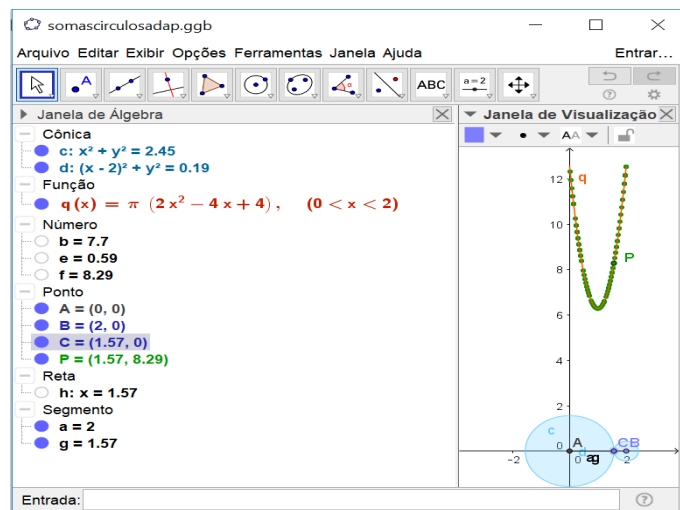 somascirculosadap.ggb
Arquivo Editar Exibir Opções Ferramentas Janela Ajuda Entrar...
A ABC a=2
Janela de Álgebra
Cônica
c: x² + y² = 2.45
d: (x - 2)² + y² = 0.19
Função
q(x) = π (2x² − 4x + 4), (0 < x < 2)
Número
b = 7.7
e = 0.59
f = 8.29
Ponto
A = (0, 0)
B = (2, 0)
C = (1.57, 0)
P = (1.57, 8.29)
Reta
h: x = 1.57
Segmento
a = 2
g = 1.57
Janela de Visualização
AA
12
q
10
P
8
6
4
2
c
0 A CB
d
-2 0 ag 2
Entrada: